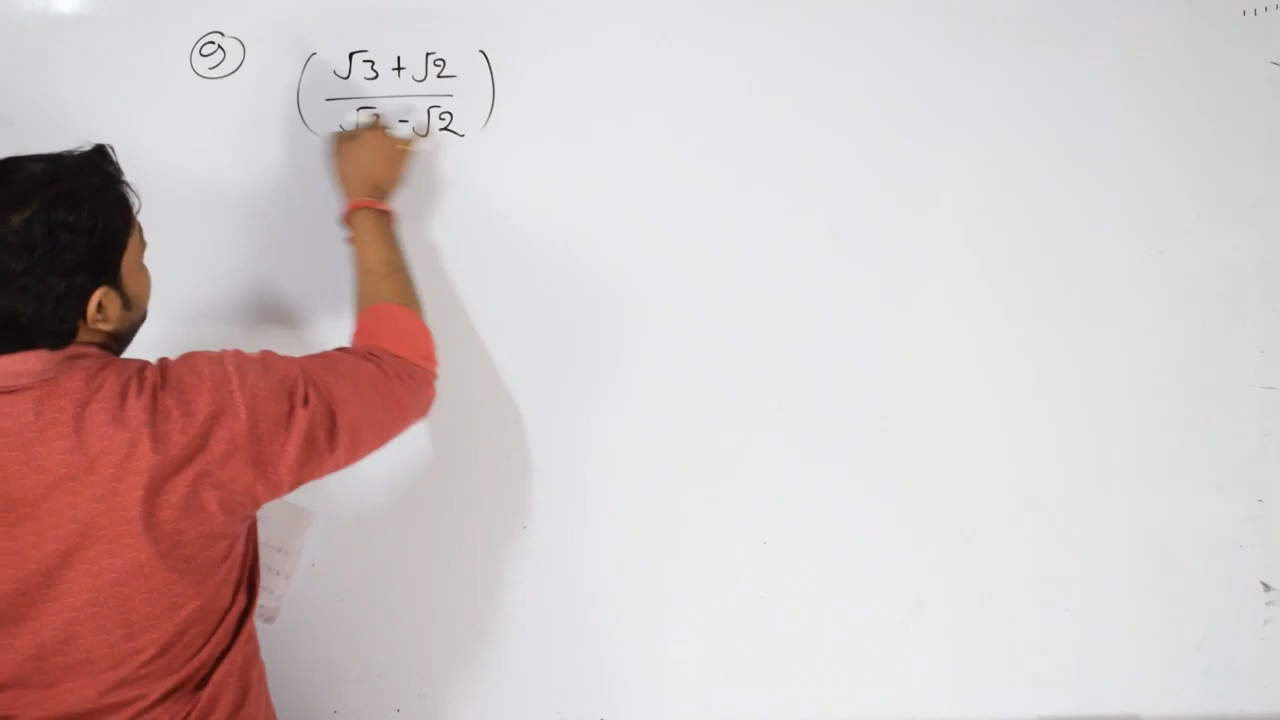 9 ( √3 + √2
— 
√3 - √2 )